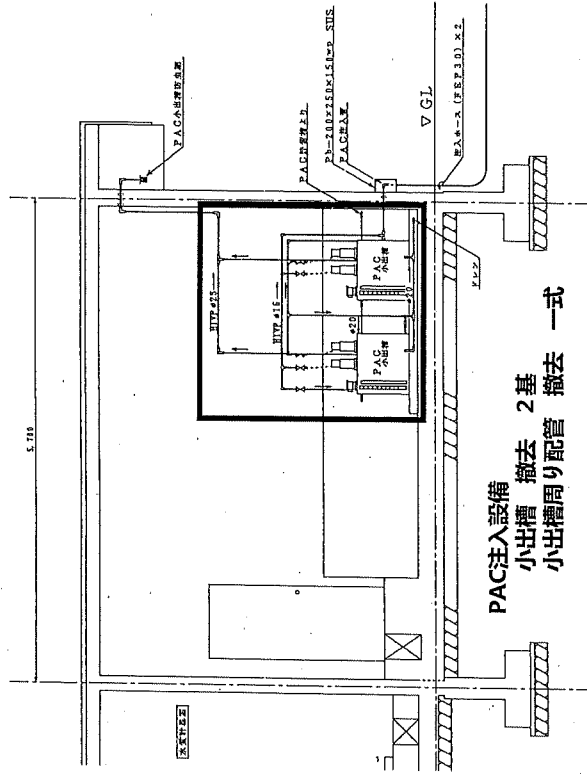 5,700
PAC小出槽防虫網
HIVP φ25
HIVP φ16
PAC貯留槽より
Pb-200×250×150wp SUS
PAC注入管
▽GL
注入ホース (FEP30) ×2
φ20
φ20
PAC
小出槽
PAC
小出槽
ドレン
PAC注入設備
小出槽 撤去 2基
小出槽周り配管 撤去 一式